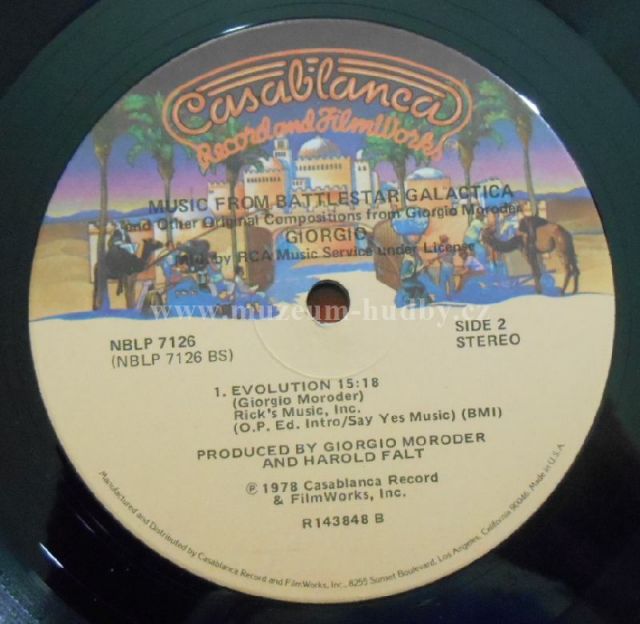 Casablanca
Record and FilmWorks
MUSIC FROM BATTLESTAR GALACTICA
and Other Original Compositions from Giorgio Moroder
GIORGIO
Mfd. by RCA Music Service under License
www.muzeum-hudby.cz
NBLP 7126
(NBLP 7126 BS)
SIDE 2
STEREO
1. EVOLUTION 15:18
(Giorgio Moroder)
Rick's Music, Inc.
(O.P. Ed. Intro/Say Yes Music) (BMI)
PRODUCED BY GIORGIO MORODER
AND HAROLD FALT
℗ 1978 Casablanca Record
& FilmWorks, Inc.
R143848 B
Manufactured and Distributed by Casablanca Record and FilmWorks, Inc., 8255 Sunset Boulevard, Los Angeles, California 90046. Made in U.S.A.